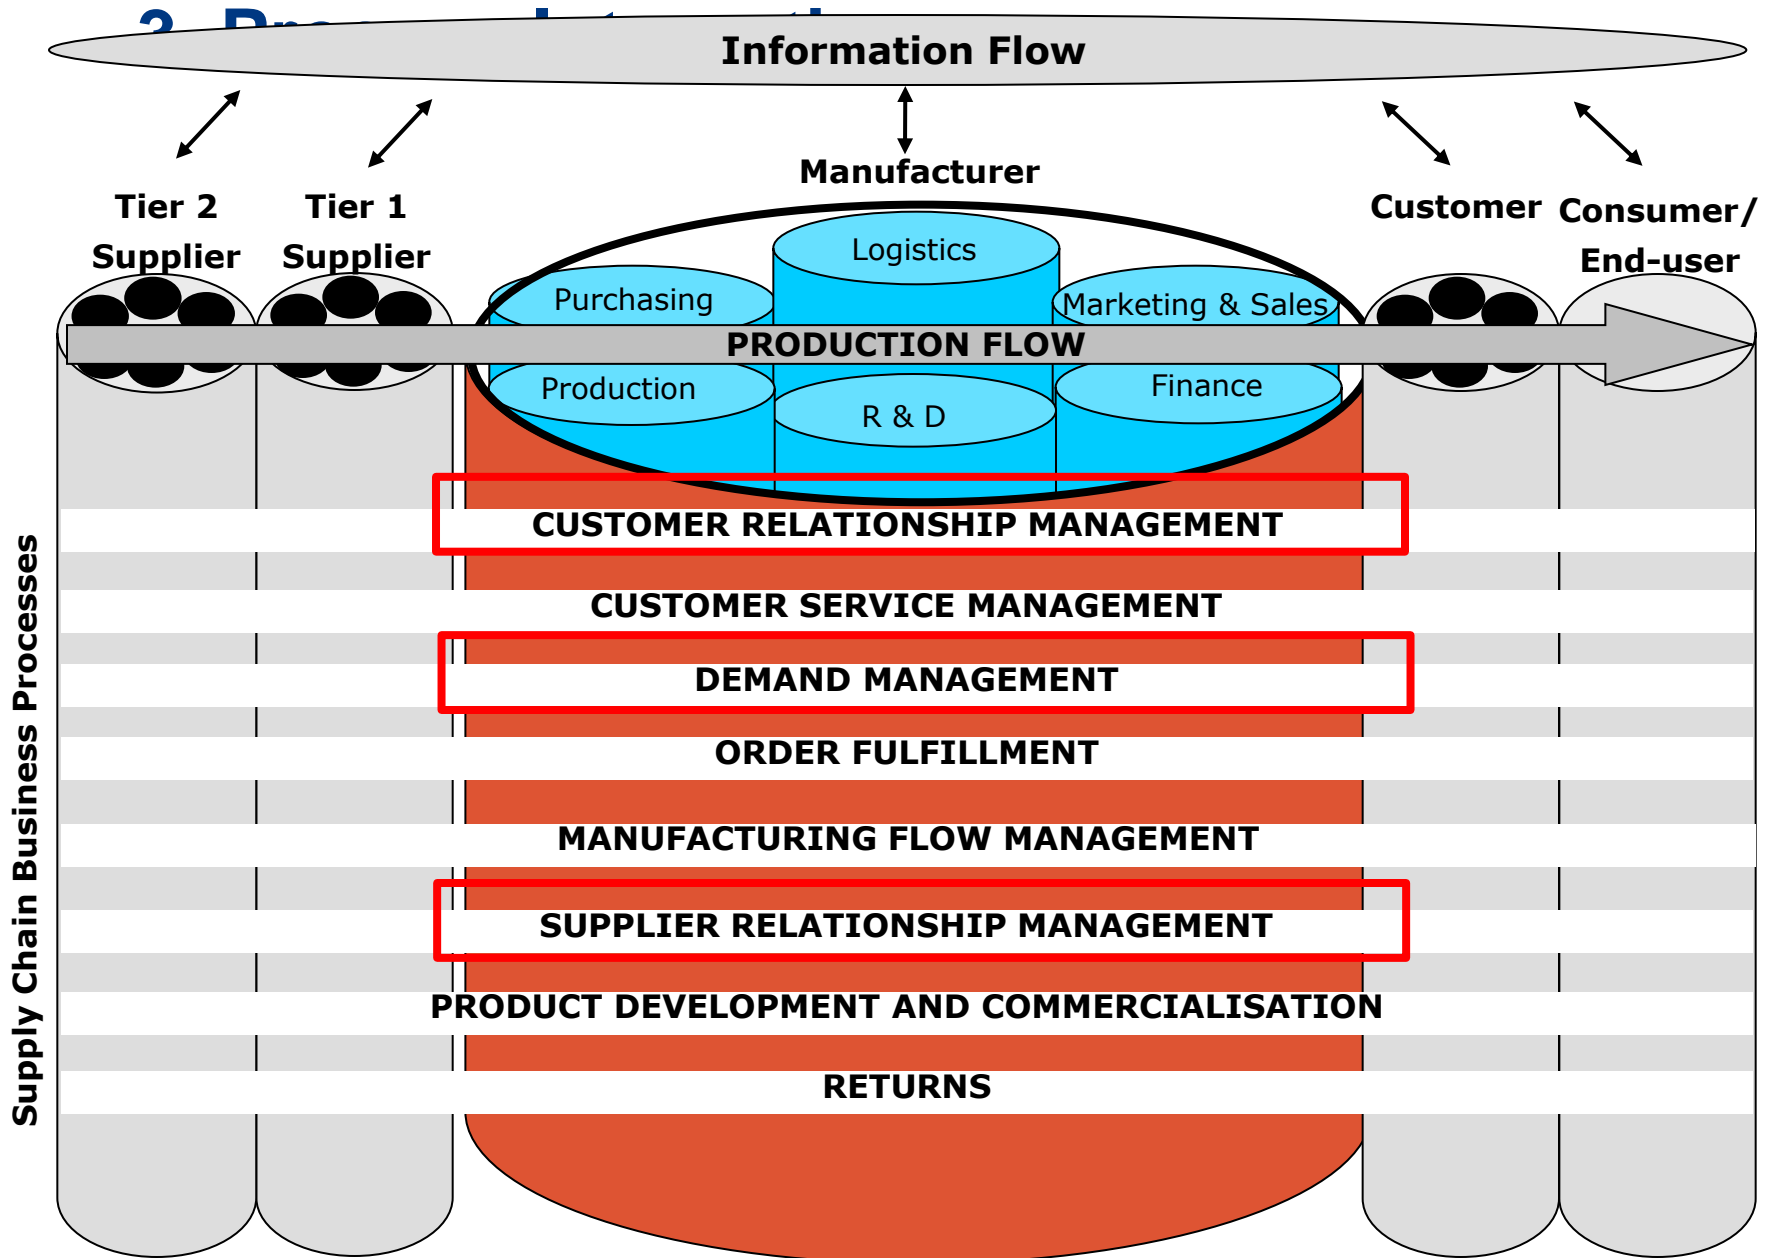 3.
Information Flow
Manufacturer
Tier 2
Supplier
Tier 1
Supplier
Customer
Consumer/
End-user
Logistics
Purchasing
Marketing & Sales
PRODUCTION FLOW
Production
R & D
Finance
CUSTOMER RELATIONSHIP MANAGEMENT
CUSTOMER SERVICE MANAGEMENT
DEMAND MANAGEMENT
ORDER FULFILLMENT
MANUFACTURING FLOW MANAGEMENT
SUPPLIER RELATIONSHIP MANAGEMENT
PRODUCT DEVELOPMENT AND COMMERCIALISATION
RETURNS
Supply Chain Business Processes